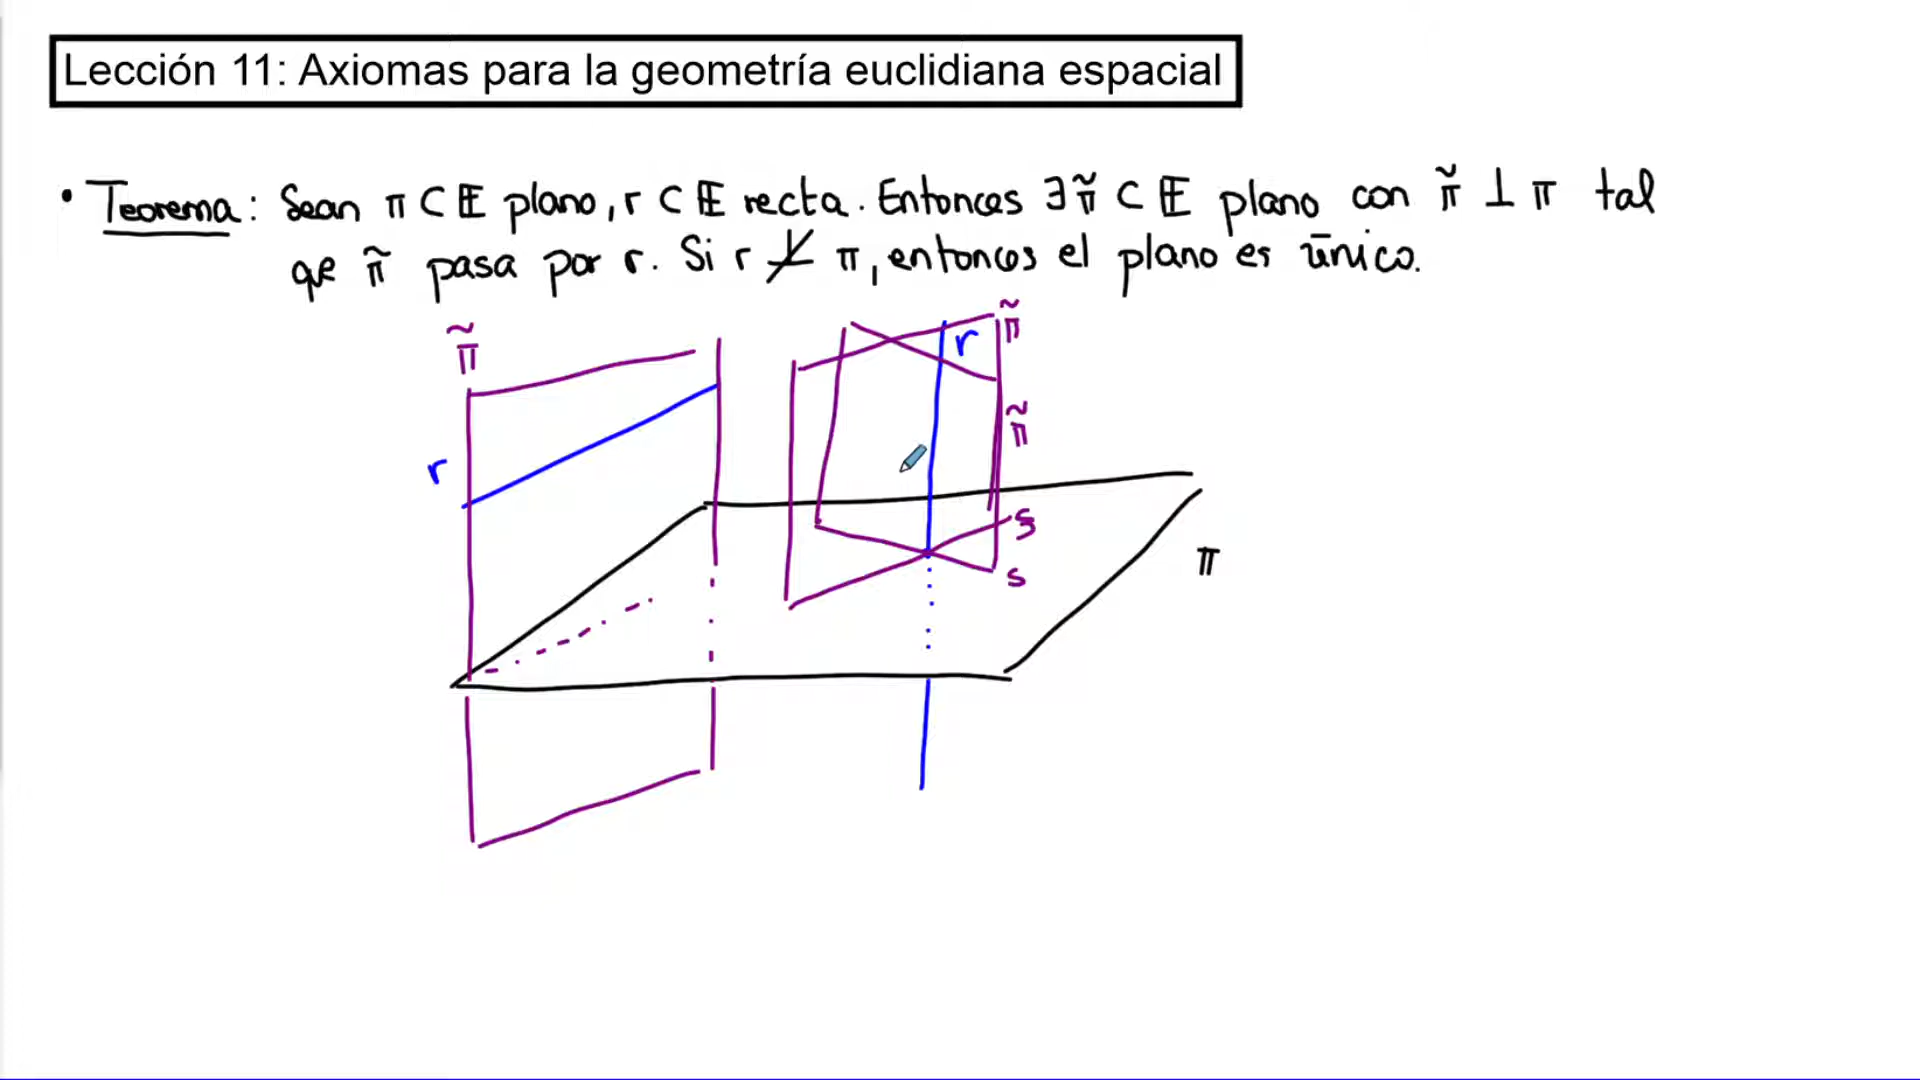 Lección 11: Axiomas para la geometría euclidiana espacial
• Teorema: Sean π ⊂ 𝔼 plano, r ⊂ 𝔼 recta. Entonces ∃ π̃ ⊂ 𝔼 plano con π̃ ⊥ π tal
qe π̃ pasa por r. Si r ⊥̸ π, entonces el plano es único.
π̃
π̃
r
π̃
r
s
π
s